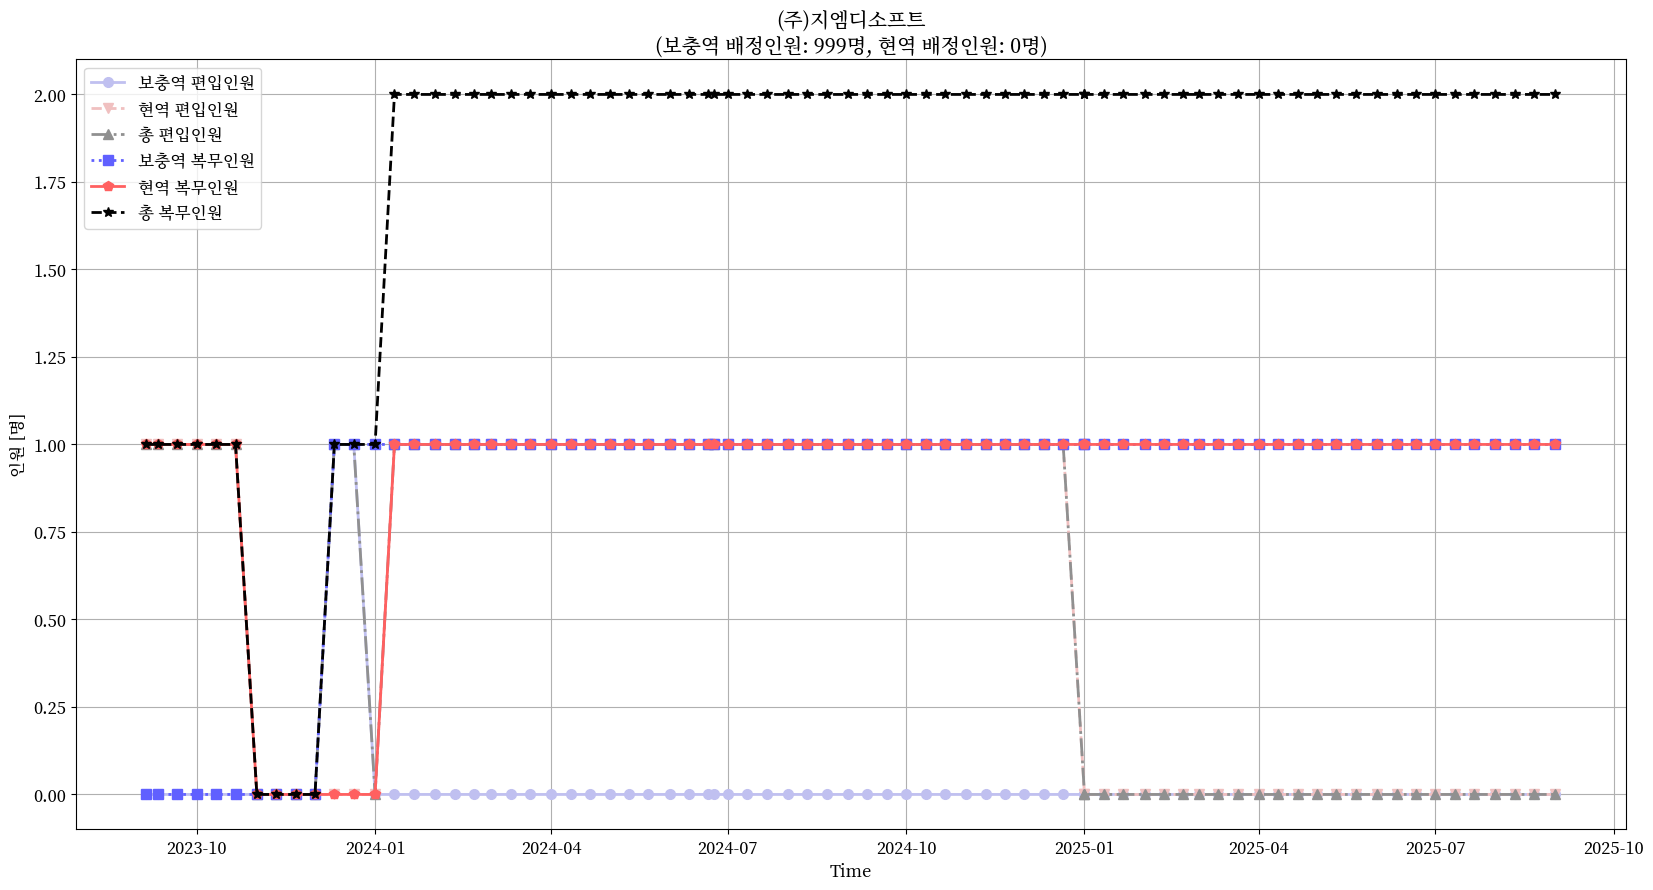 (주)지엠디소프트
(보충역 배정인원: 999명, 현역 배정인원: 0명)
보충역 편입인원
현역 편입인원
총 편입인원
보충역 복무인원
현역 복무인원
총 복무인원
2.00
1.75
1.50
1.25
1.00
0.75
0.50
0.25
0.00
인원 [명]
2023-10
2024-01
2024-04
2024-07
2024-10
2025-01
2025-04
2025-07
2025-10
Time